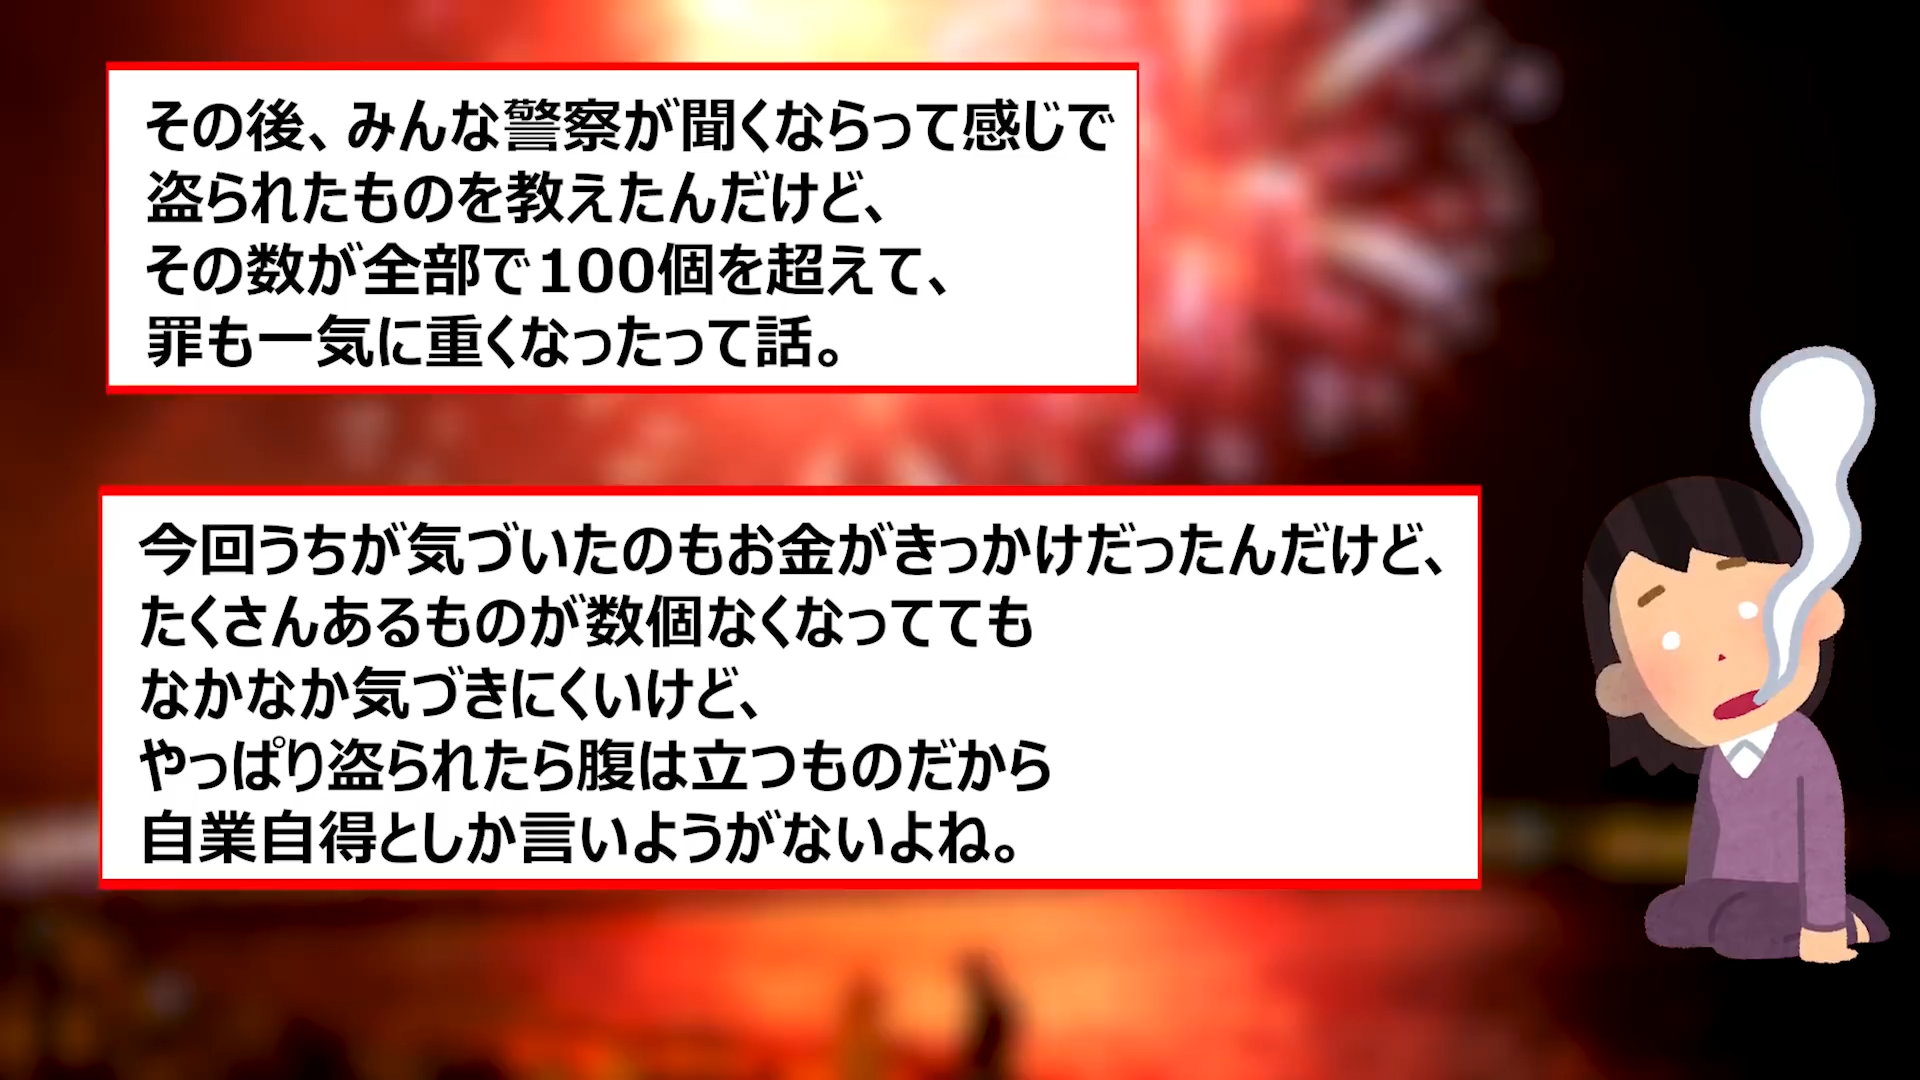 その後、みんな警察が聞くならって感じで
盗られたものを教えたんだけど、
その数が全部で100個を超えて、
罪も一気に重くなったって話。
今回うちが気づいたのもお金がきっかけだったんだけど、
たくさんあるものが数個なくなってても
なかなか気づきにくいけど、
やっぱり盗られたら腹は立つものだから
自業自得としか言いようがないよね。